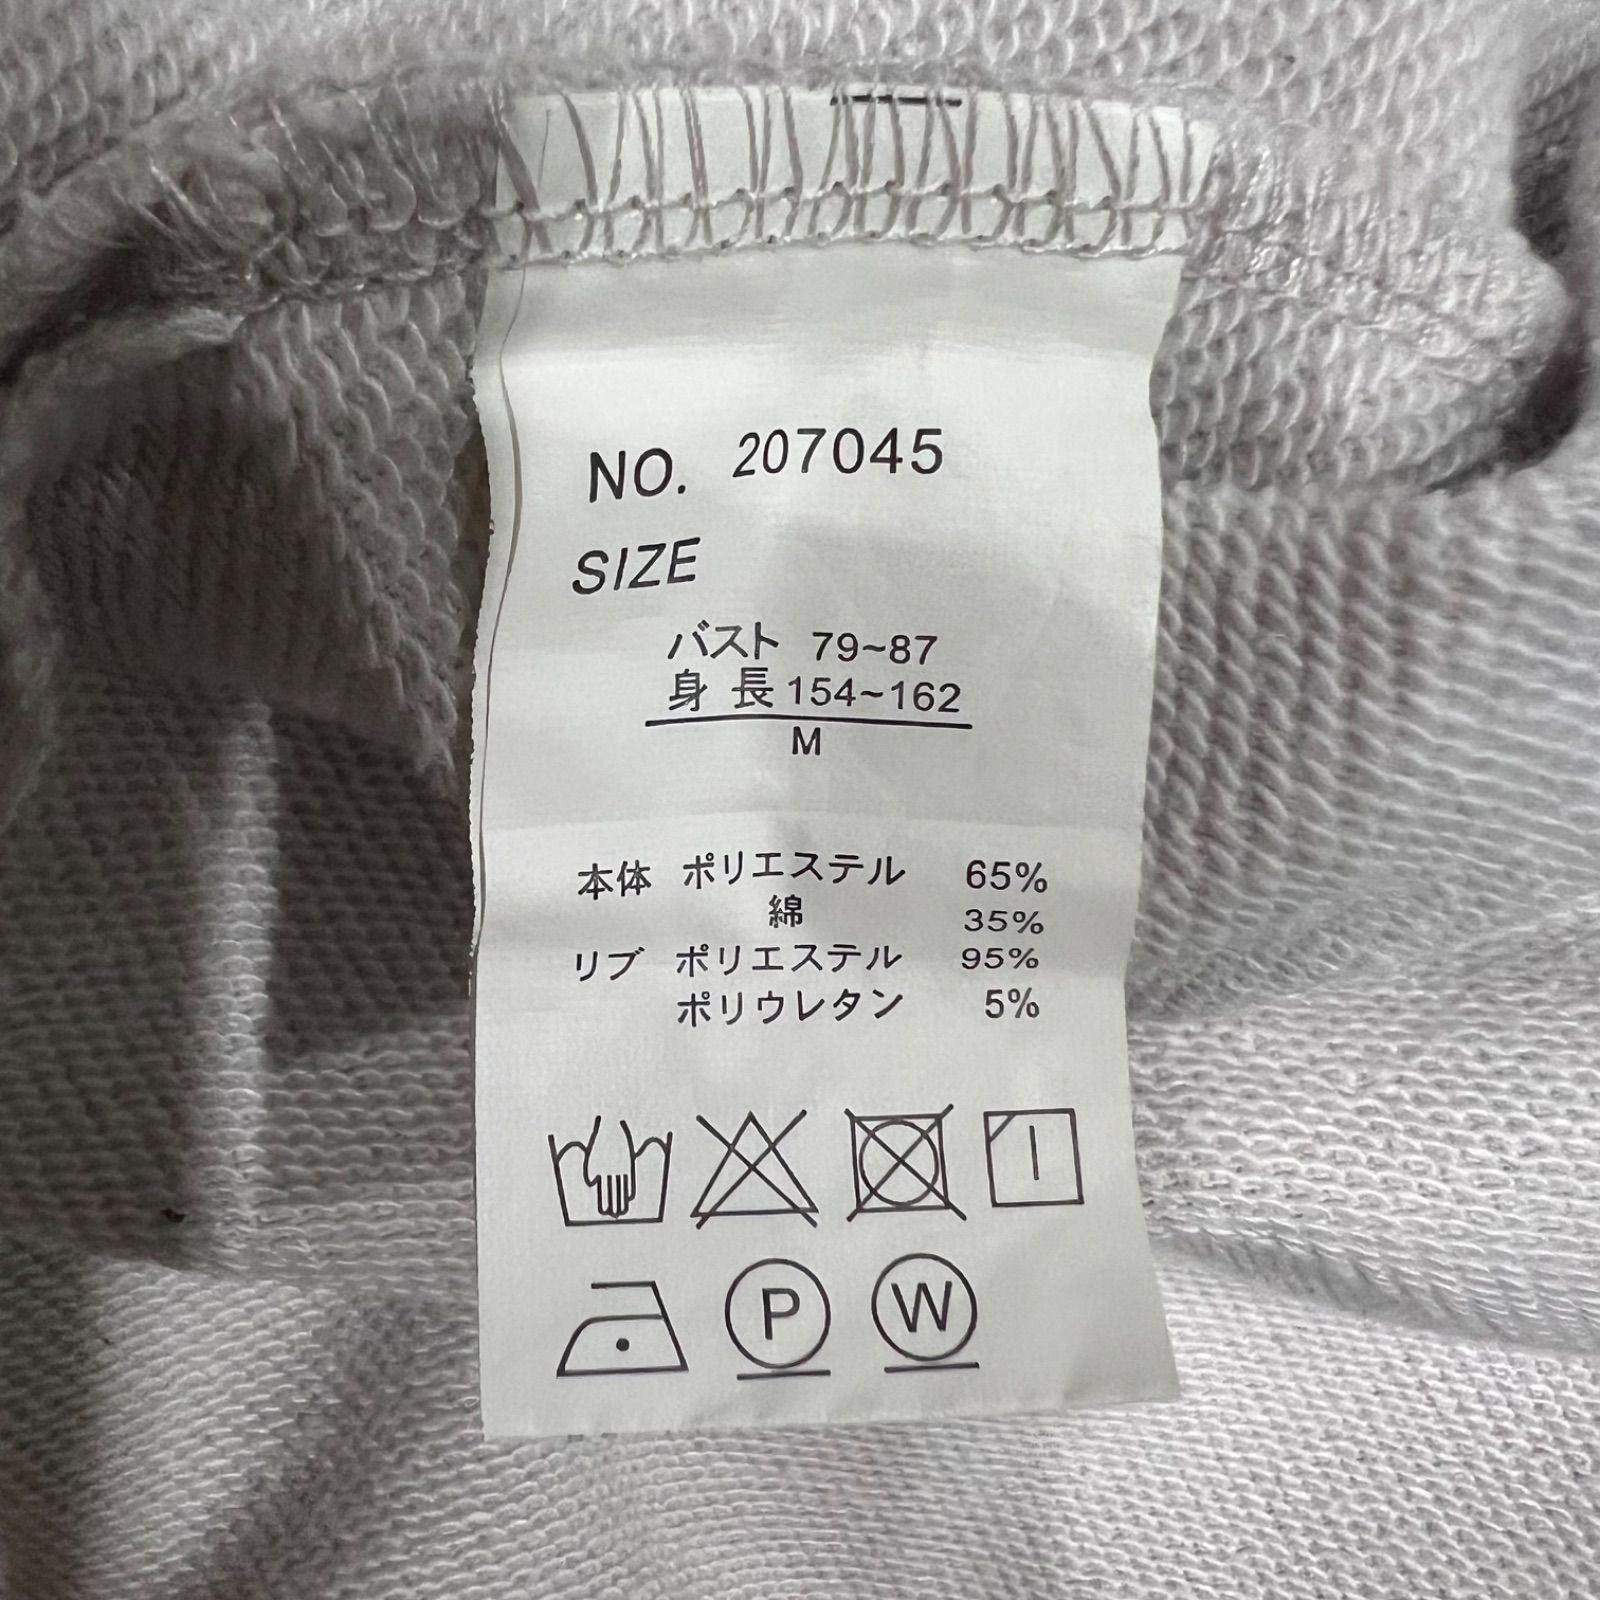 NO. 207045
SIZE
バスト 79~87
身 長 154~162
M
本体 ポリエステル 65%
綿 35%
リブ ポリエステル 95%
ポリウレタン 5%
P W